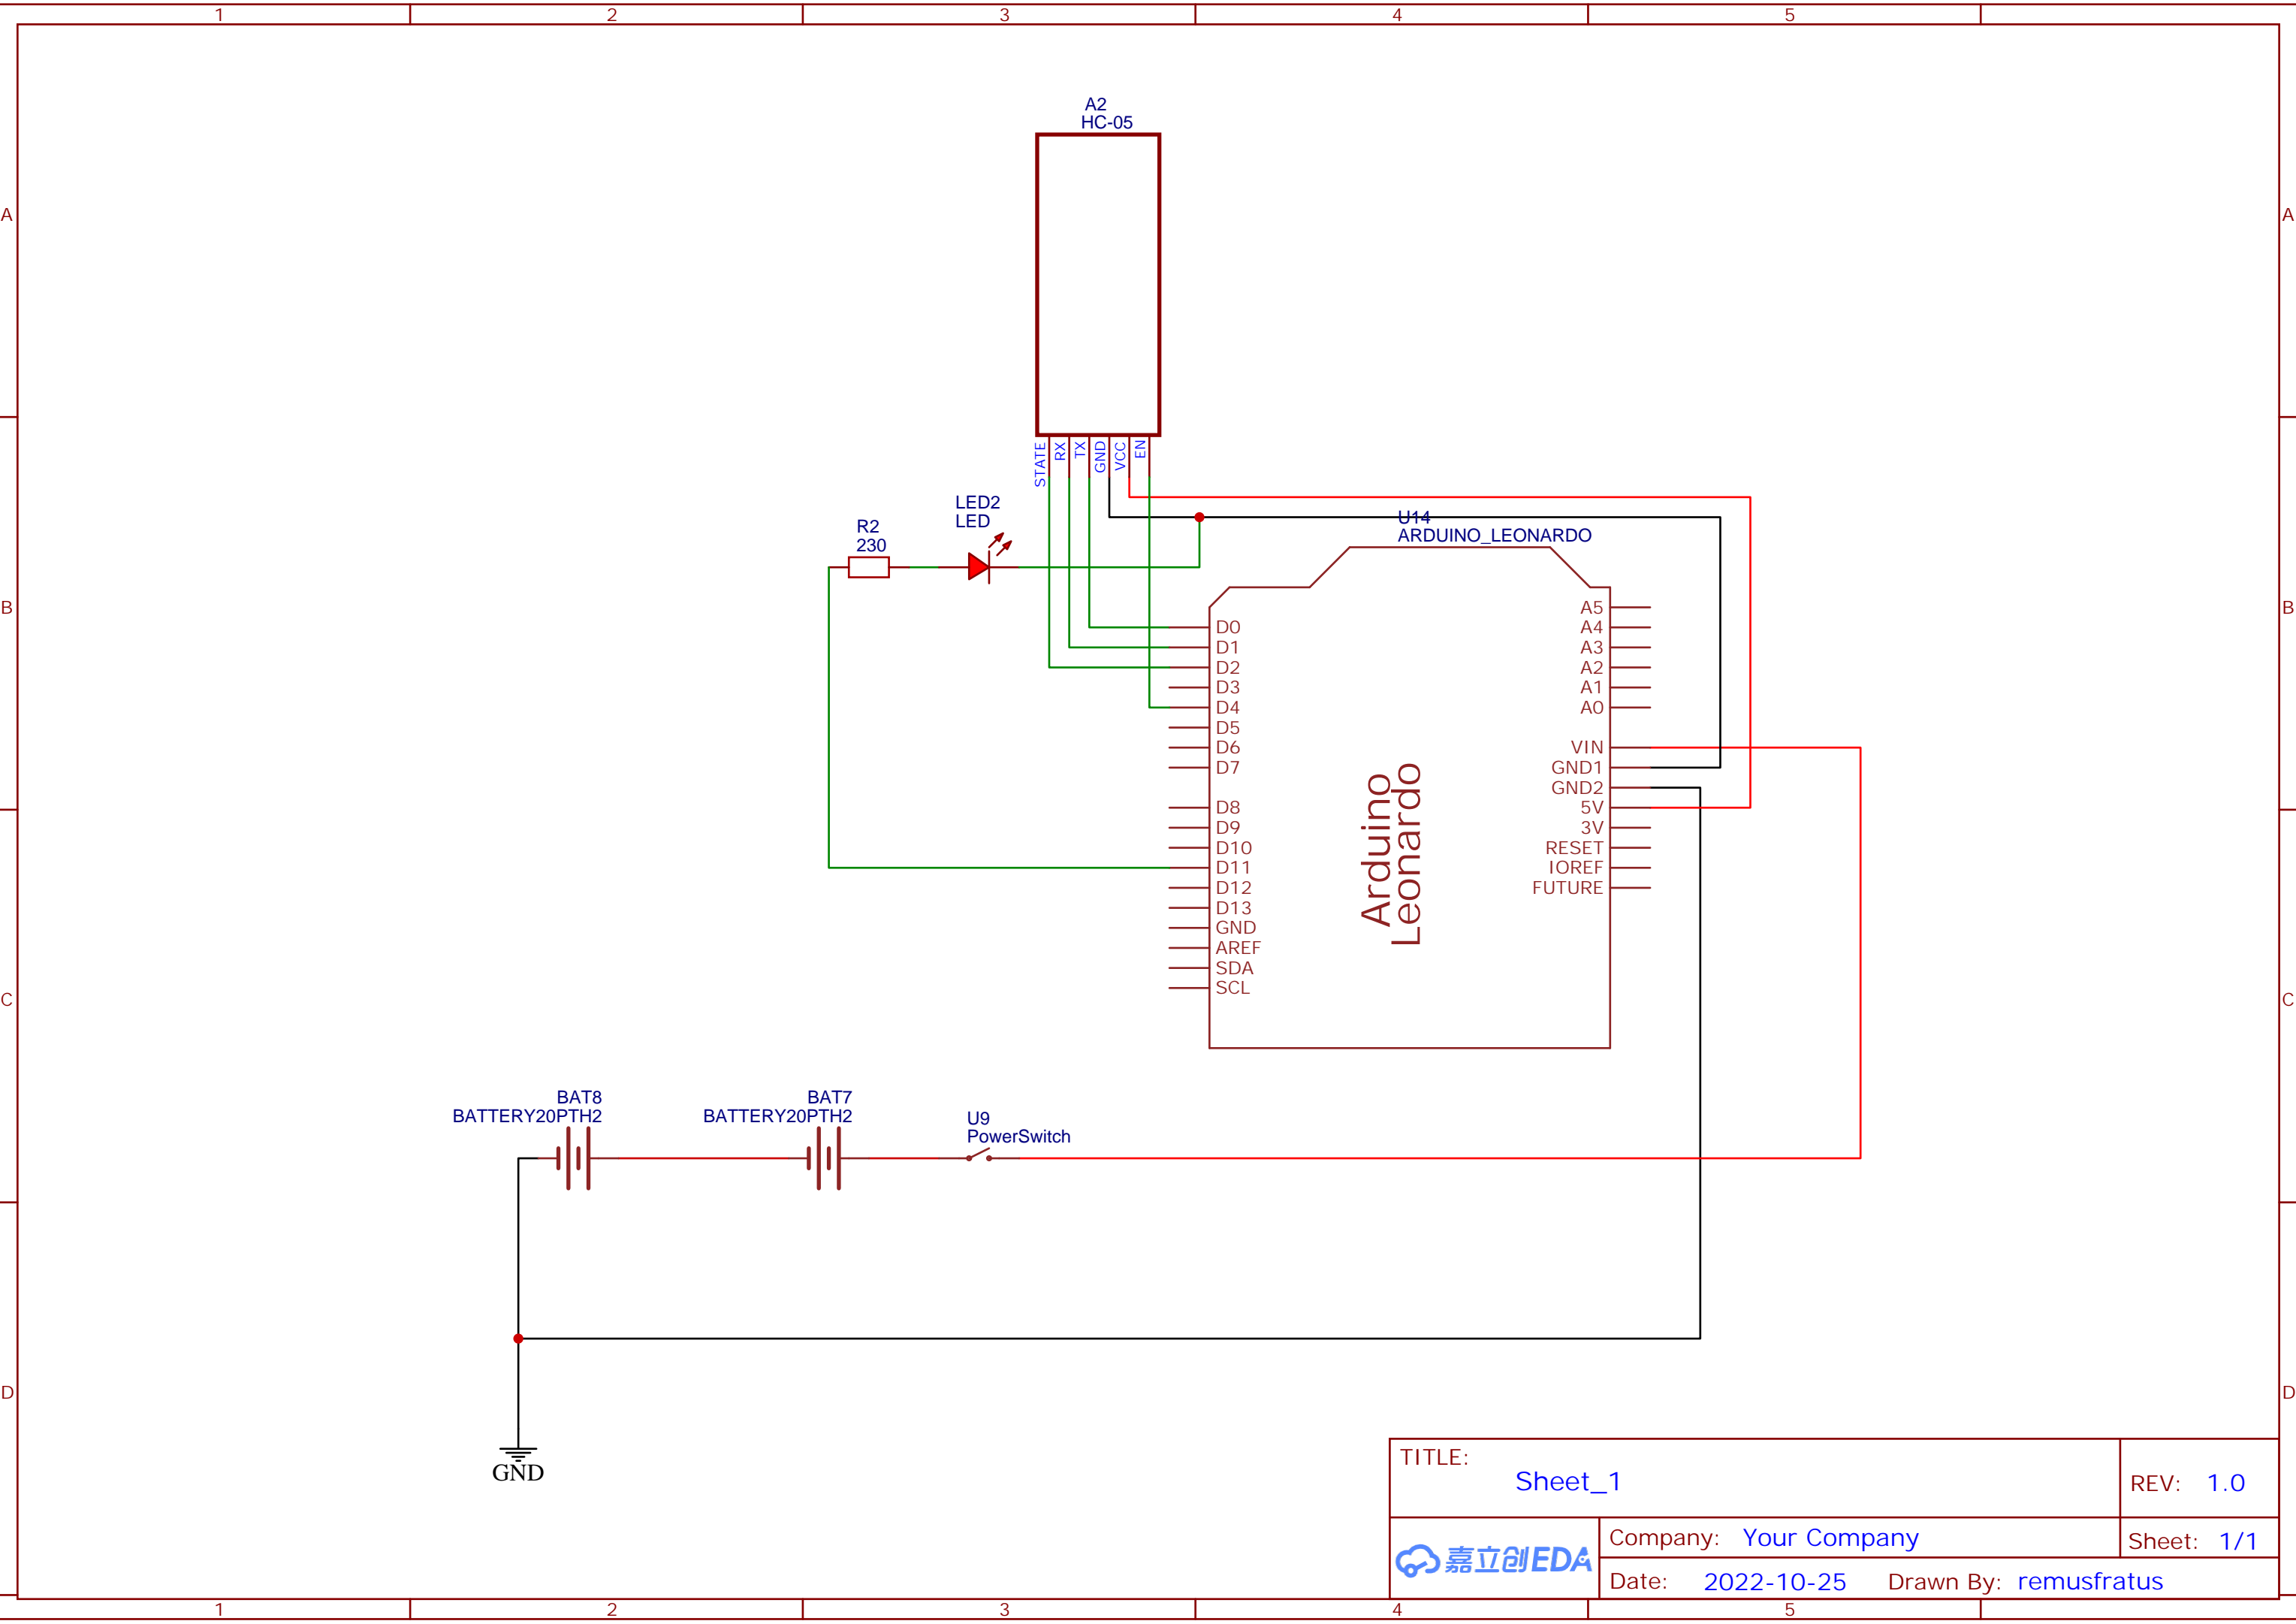 1 2 3 4 5
A2
HC-05
A A
STATE RX TX GND VCC EN
LED2
LED
R2
230
U14
ARDUINO_LEONARDO
B B
D0
D1
D2
D3
D4
D5
D6
D7
D8
D9
D10
D11
D12
D13
GND
AREF
SDA
SCL
Arduino
Leonardo
A5
A4
A3
A2
A1
A0
VIN
GND1
GND2
5V
3V
RESET
IOREF
FUTURE
C C
BAT8
BATTERY20PTH2
BAT7
BATTERY20PTH2
U9
PowerSwitch
D D
GND
TITLE:
Sheet_1
REV: 1.0
嘉立创EDA
Company: Your Company
Sheet: 1/1
Date: 2022-10-25 Drawn By: remusfratus
1 2 3 4 5